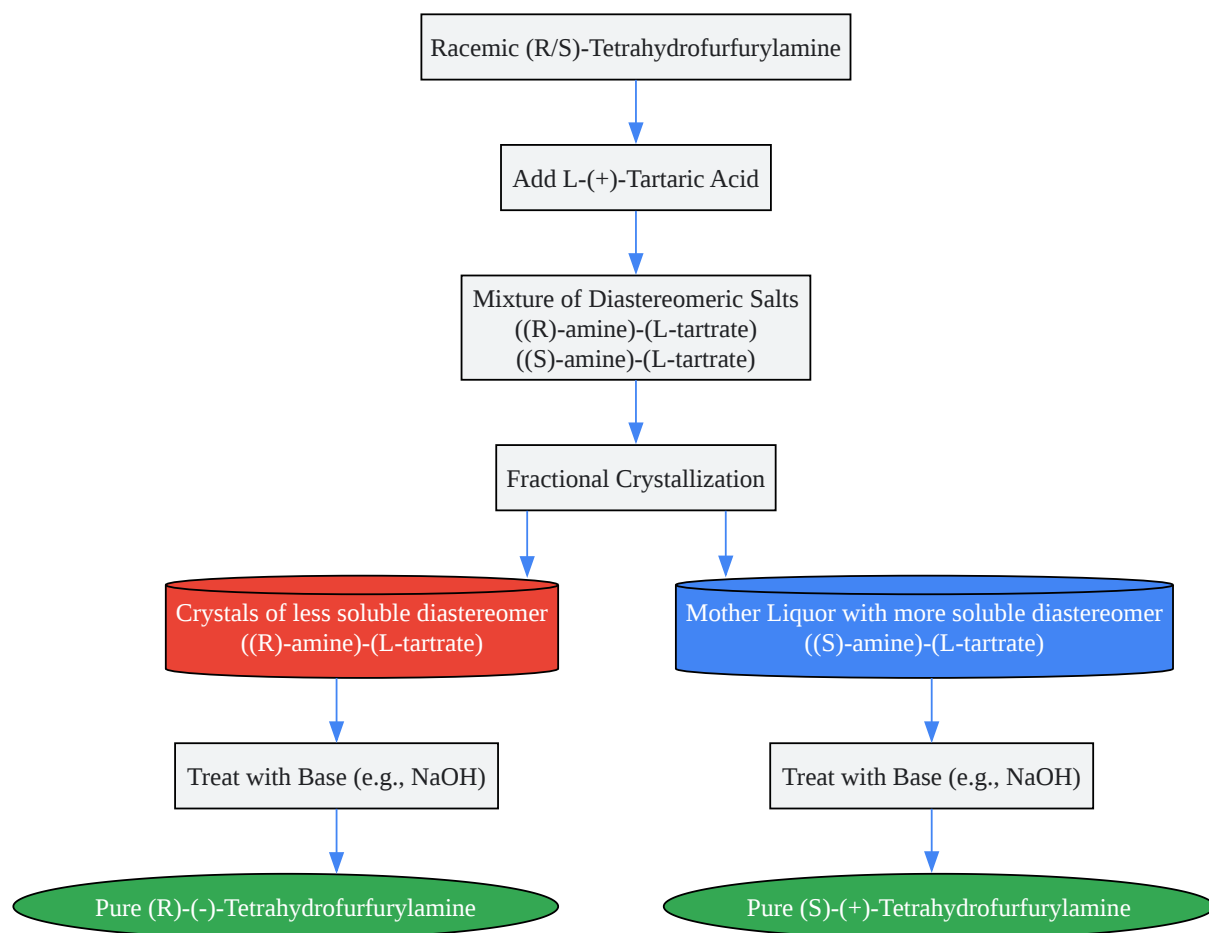 Racemic (R/S)-Tetrahydrofurfurylamine
Add L-(+)-Tartaric Acid
Mixture of Diastereomeric Salts
((R)-amine)-(L-tartrate)
((S)-amine)-(L-tartrate)
Fractional Crystallization
Crystals of less soluble diastereomer
((R)-amine)-(L-tartrate)
Mother Liquor with more soluble diastereomer
((S)-amine)-(L-tartrate)
Treat with Base (e.g., NaOH)
Treat with Base (e.g., NaOH)
Pure (R)-(-)-Tetrahydrofurfurylamine
Pure (S)-(+)-Tetrahydrofurfurylamine